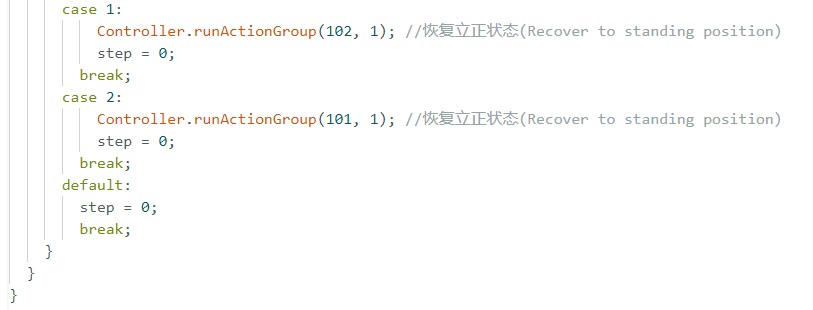 case 1:
Controller.runActionGroup(102, 1); //恢复立正状态(Recover to standing position)
step = 0;
break;
case 2:
Controller.runActionGroup(101, 1); //恢复立正状态(Recover to standing position)
step = 0;
break;
default:
step = 0;
break;
}
}
}